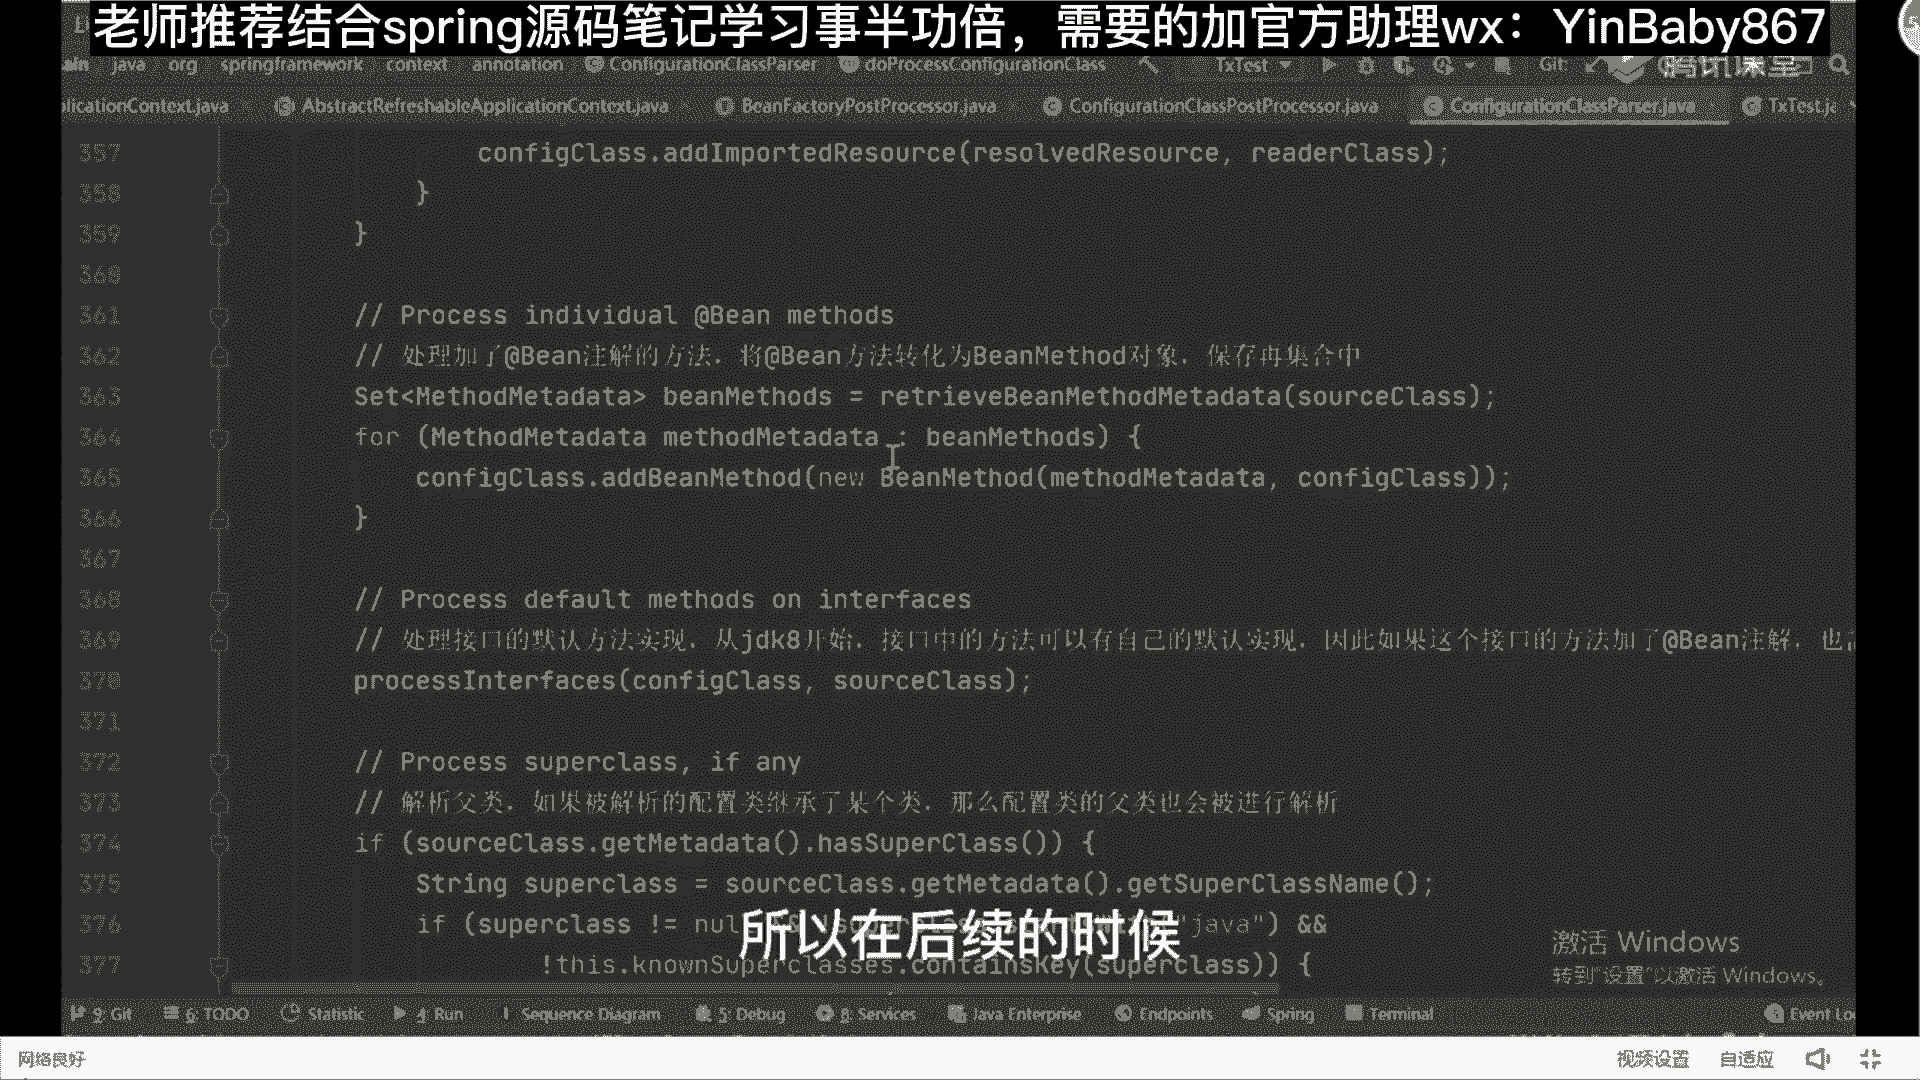 老师推荐结合spring源码笔记学习事半功倍，需要的加官方助理wx：YinBaby867
java org springframework context annotation ConfigurationClassParser doProcessConfigurationClass TxTest Git: 腾讯课堂
licationContext.java AbstractRefreshableApplicationContext.java BeanFactoryPostProcessor.java ConfigurationClassPostProcessor.java ConfigurationClassParser.java TxTest.ja
357 configClass.addImportedResource(resolvedResource, readerClass);
358 }
359 }
360
361 // Process individual @Bean methods
362 // 处理加了@Bean注解的方法，将@Bean方法转化为BeanMethod对象，保存再集合中
363 Set<MethodMetadata> beanMethods = retrieveBeanMethodMetadata(sourceClass);
364 for (MethodMetadata methodMetadata : beanMethods) {
365 configClass.addBeanMethod(new BeanMethod(methodMetadata, configClass));
366 }
367
368 // Process default methods on interfaces
369 // 处理接口的默认方法实现，从jdk8开始，接口中的方法可以有自己的默认实现，因此如果这个接口的方法加了@Bean注解，也
370 processInterfaces(configClass, sourceClass);
371
372 // Process superclass, if any
373 // 解析父类，如果被解析的配置类继承了某个类，那么配置类的父类也会被进行解析
374 if (sourceClass.getMetadata().hasSuperClass()) {
375 String superclass = sourceClass.getMetadata().getSuperClassName();
376 if (superclass != nul "java") &&
所以在后续的时候
377 !this.knownSuperclasses.containsKey(superclass)) {
激活 Windows
转到"设置"以激活 Windows。
9: Git 6: TODO Statistic 4: Run Sequence Diagram 5: Debug 8: Services Java Enterprise Endpoints Spring Terminal Event Lo
网络良好 视频设置 自适应